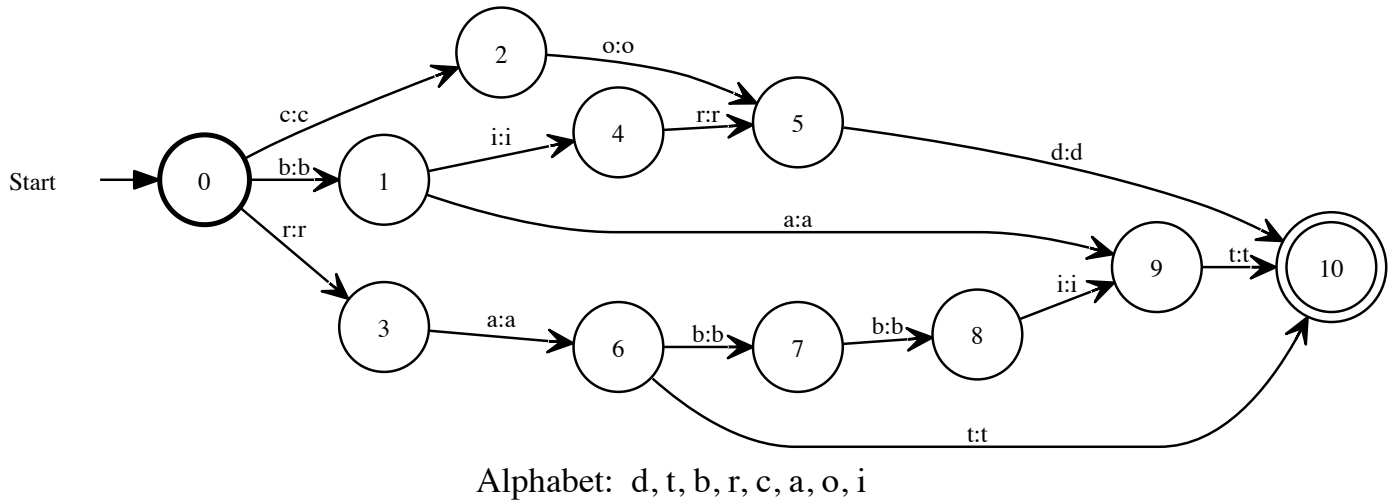 2
o:o
c:c
i:i
4
r:r
5
d:d
Start
0
b:b
1
a:a
r:r
9
t:t
10
3
a:a
6
b:b
7
b:b
8
i:i
t:t
Alphabet: d, t, b, r, c, a, o, i